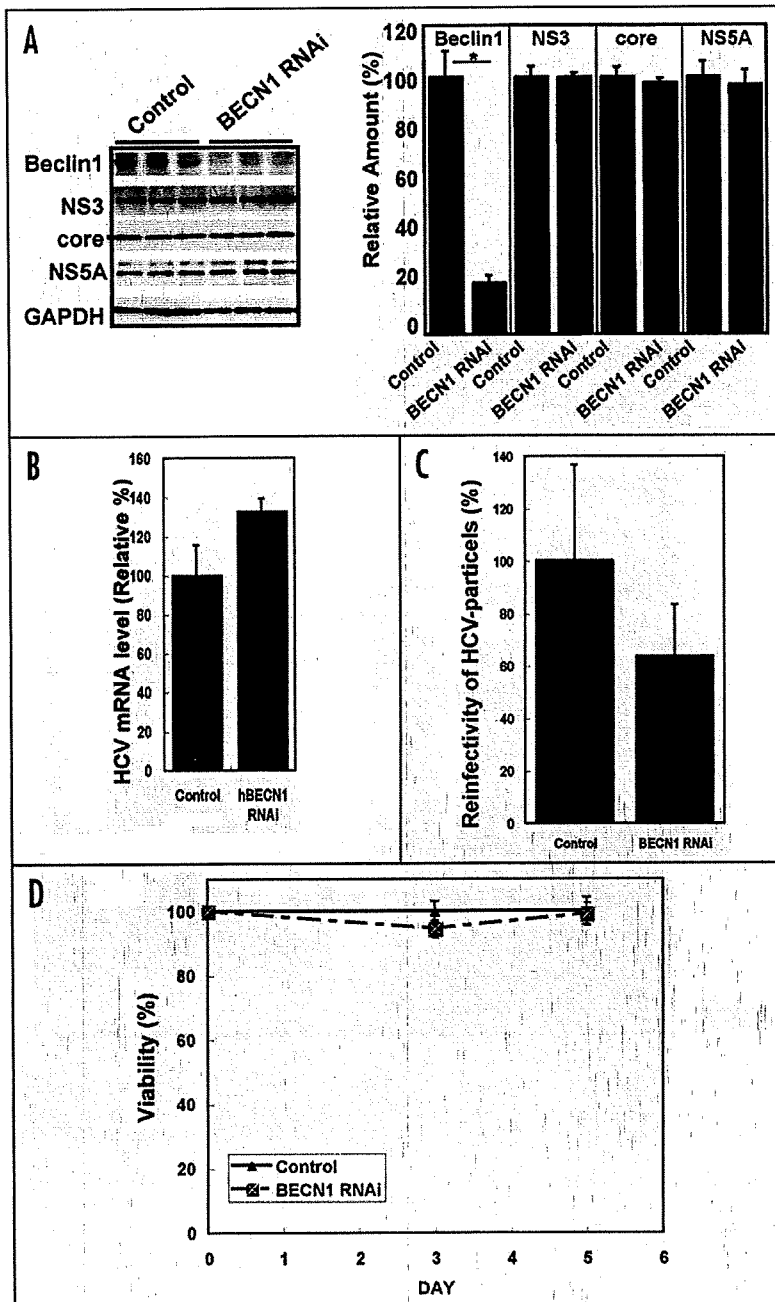 A
Control
BECN1 RNAi
Beclin1
NS3
core
NS5A
GAPDH
Relative Amount (%)
120
100
80
60
40
20
0
Beclin1
NS3
core
NS5A
*
Control
BECN1 RNAi
Control
BECN1 RNAi
Control
BECN1 RNAi
Control
BECN1 RNAi
B
HCV mRNA level (Relative %)
160
140
120
100
80
60
40
20
0
Control
hBECN1
RNAi
C
Reinfectivity of HCV-particels (%)
140
120
100
80
60
40
20
0
Control
BECN1 RNAi
D
Viability (%)
100
80
60
40
20
0
Control
BECN1 RNAi
0 1 2 3 4 5 6
DAY